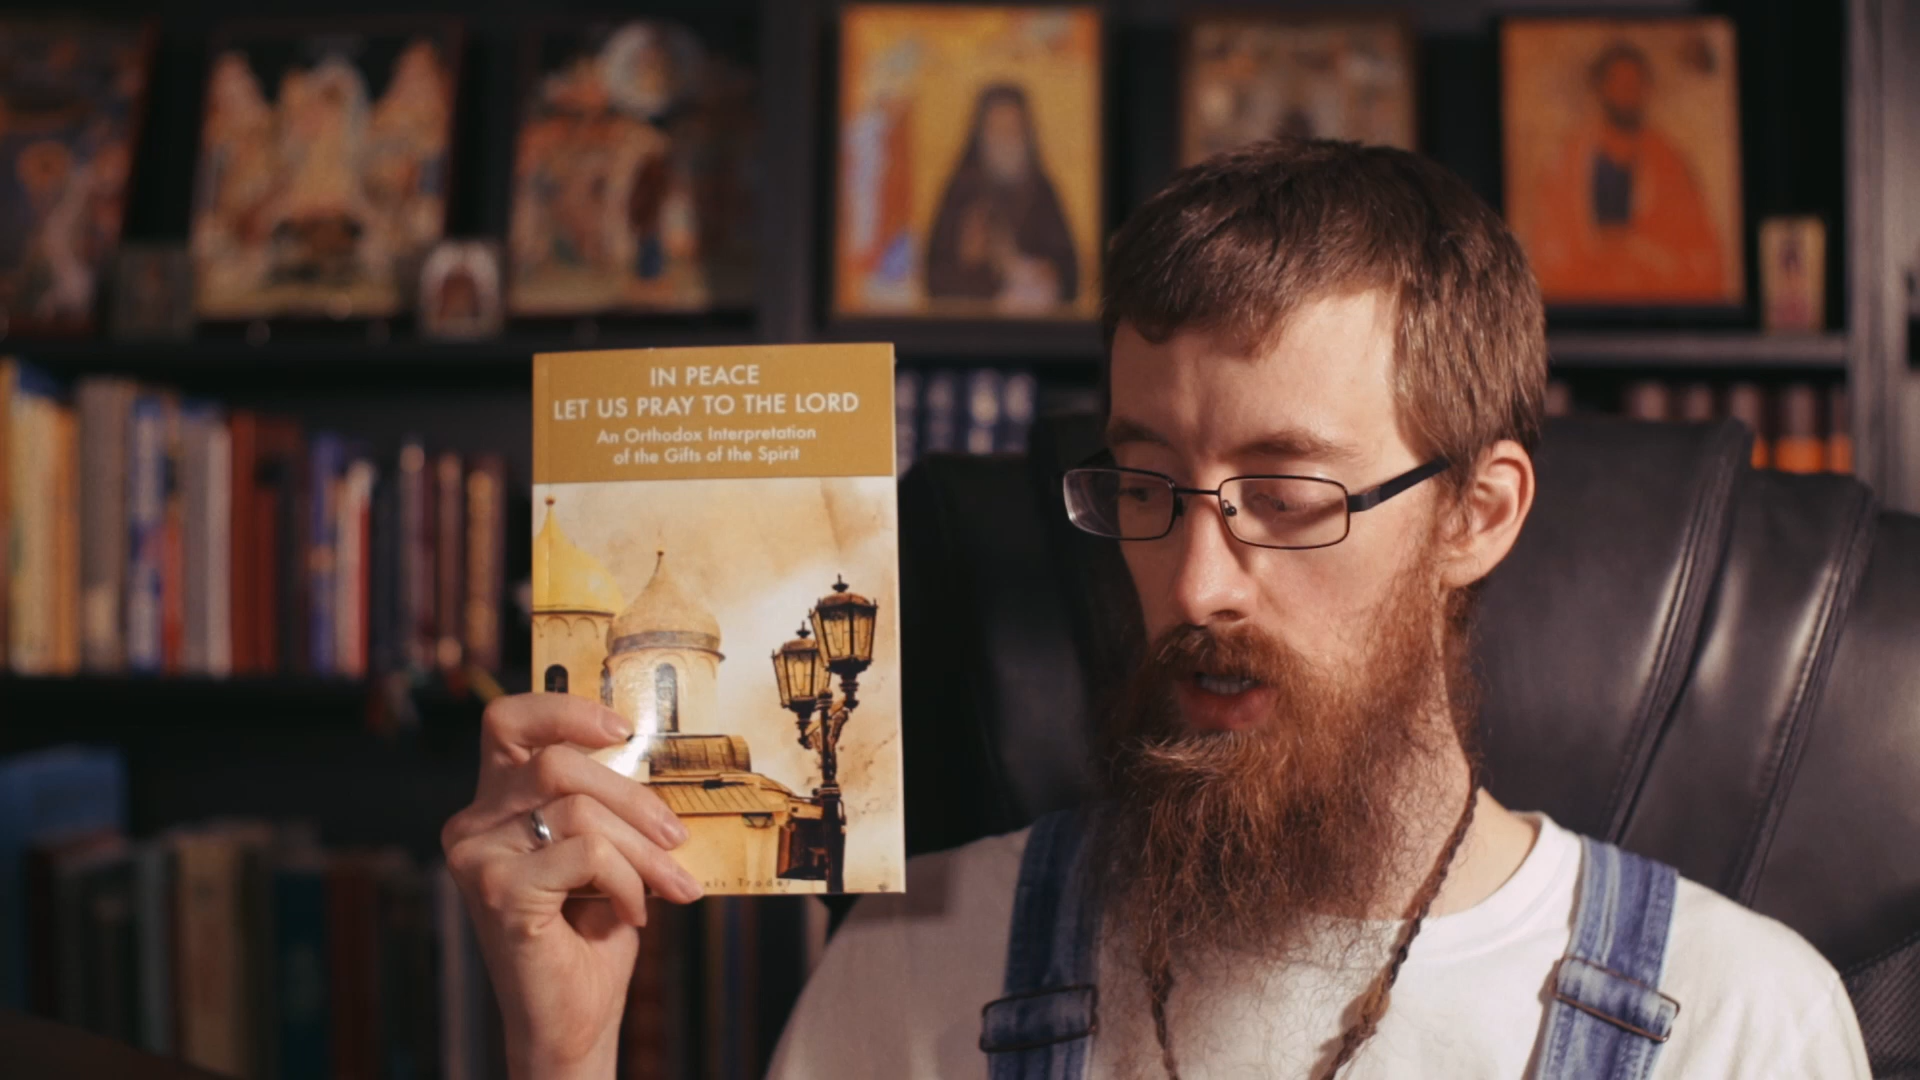 IN PEACE
LET US PRAY TO THE LORD
An Orthodox Interpretation
of the Gifts of the Spirit